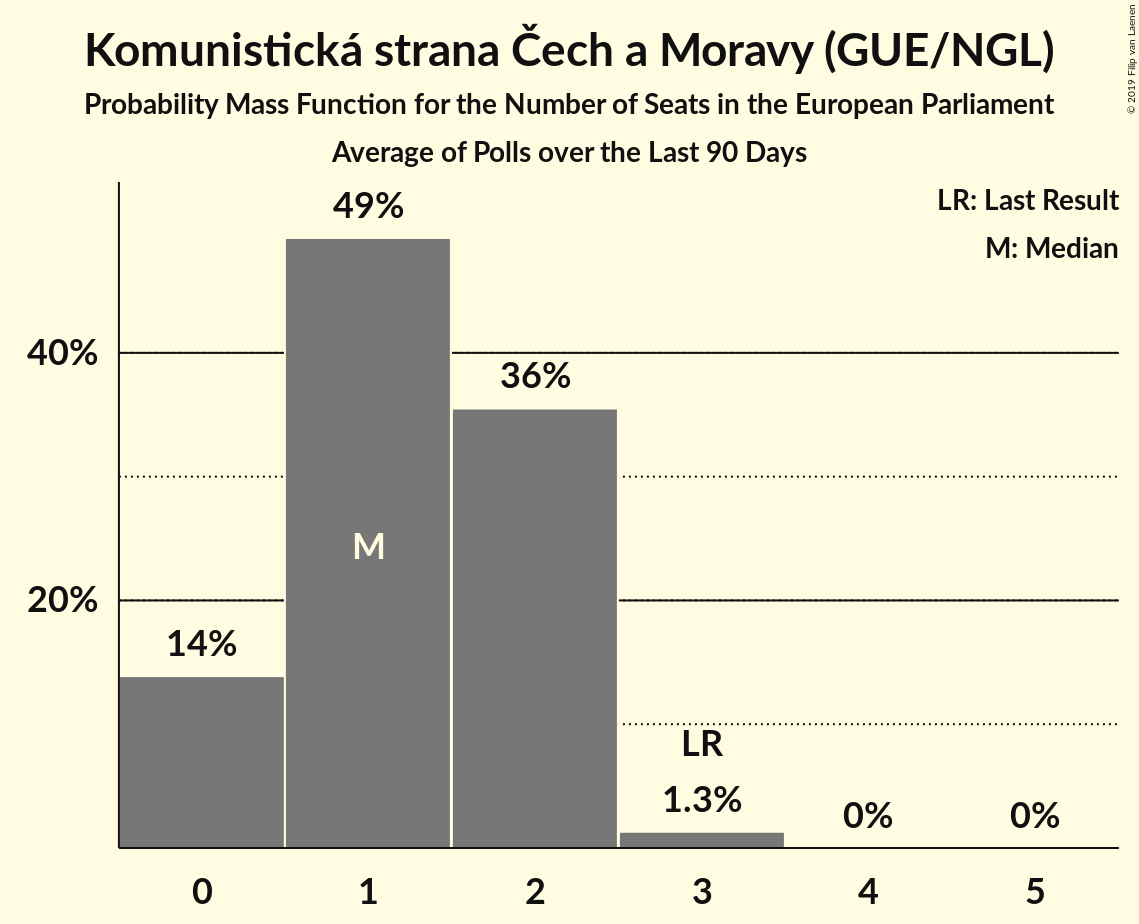 Komunistická strana Čech a Moravy (GUE/NGL)
Probability Mass Function for the Number of Seats in the European Parliament
Average of Polls over the Last 90 Days
© 2019 Filip van Laenen
LR: Last Result
M: Median
49%
40%
36%
M
20%
14%
LR
1.3%
0%
0%
0 1 2 3 4 5